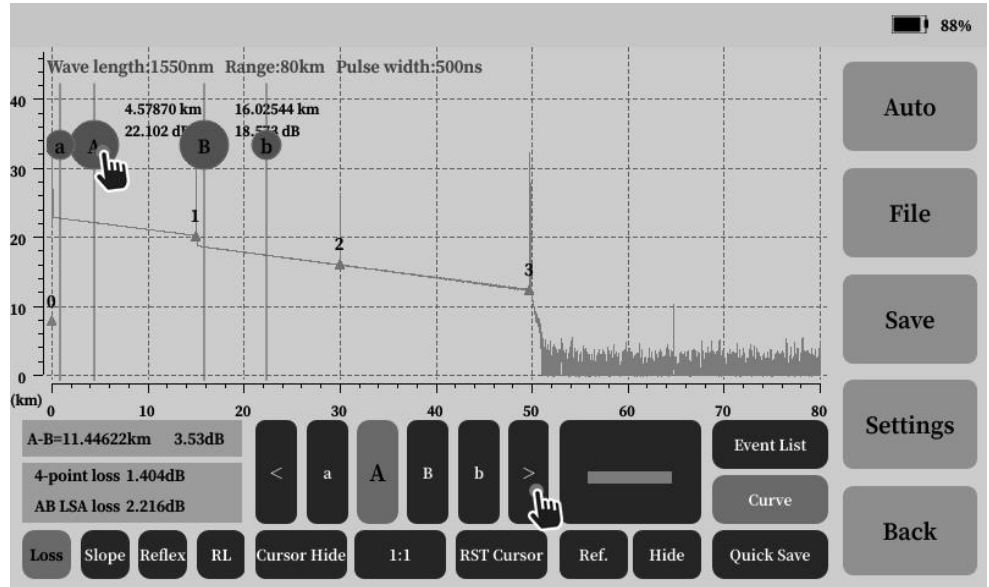 88%
Wave length:1550nm Range:80km Pulse width:500ns
4.57870 km 16.02544 km
22.102 dB 18.573 dB
a A B b
40
30
20
10
0
0 1 2 3
(km) 0 10 20 30 40 50 60 70 80
Auto
File
Save
Settings
Back
A-B=11.44622km 3.53dB
4-point loss 1.404dB
AB LSA loss 2.216dB
< a A B b >
Event List
Curve
Loss Slope Reflex RL Cursor Hide 1:1 RST Cursor Ref. Hide Quick Save